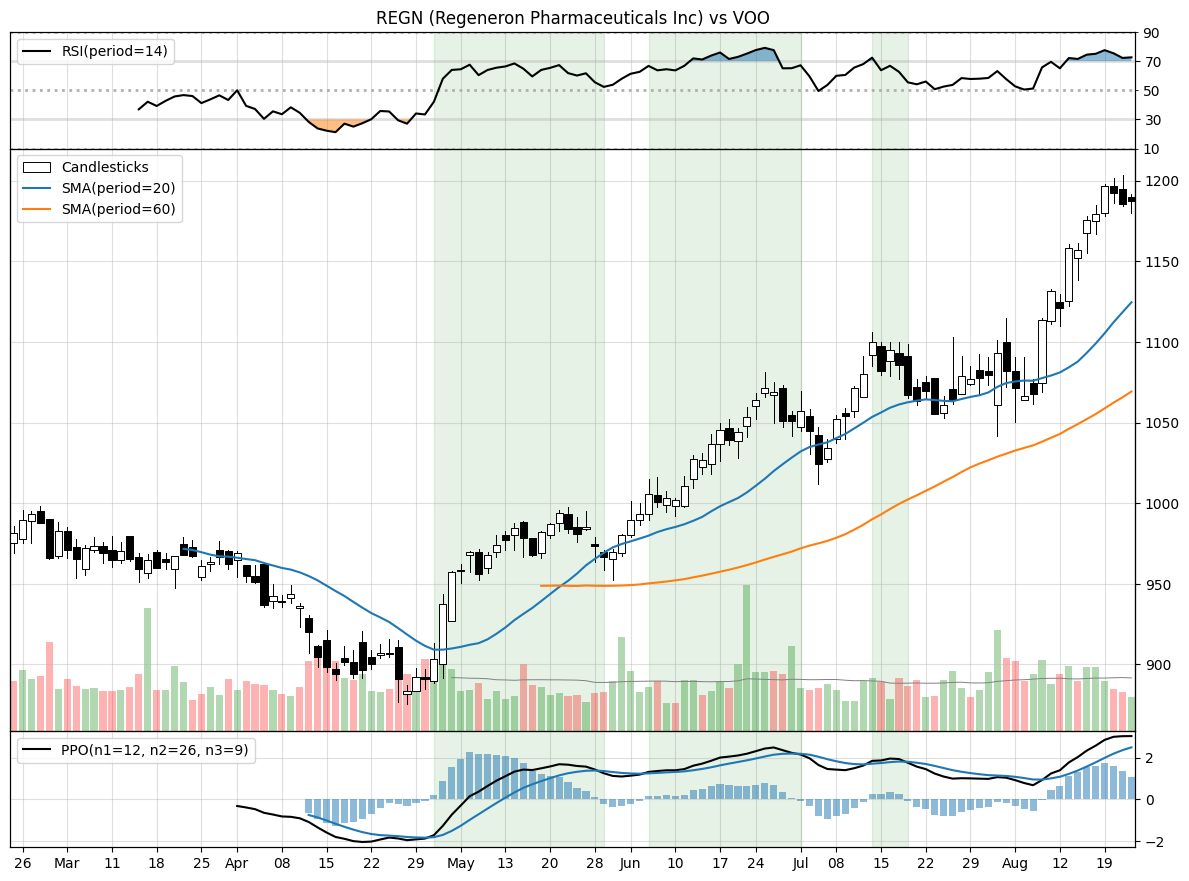 REGN (Regeneron Pharmaceuticals Inc) vs VOO
RSI(period=14)
90
70
50
30
10
Candlesticks
SMA(period=20)
SMA(period=60)
1200
1150
1100
1050
1000
950
900
PPO(n1=12, n2=26, n3=9)
2
0
−2
26 Mar 11 18 25 Apr 08 15 22 29 May 13 20 28 Jun 10 17 24 Jul 08 15 22 29 Aug 12 19